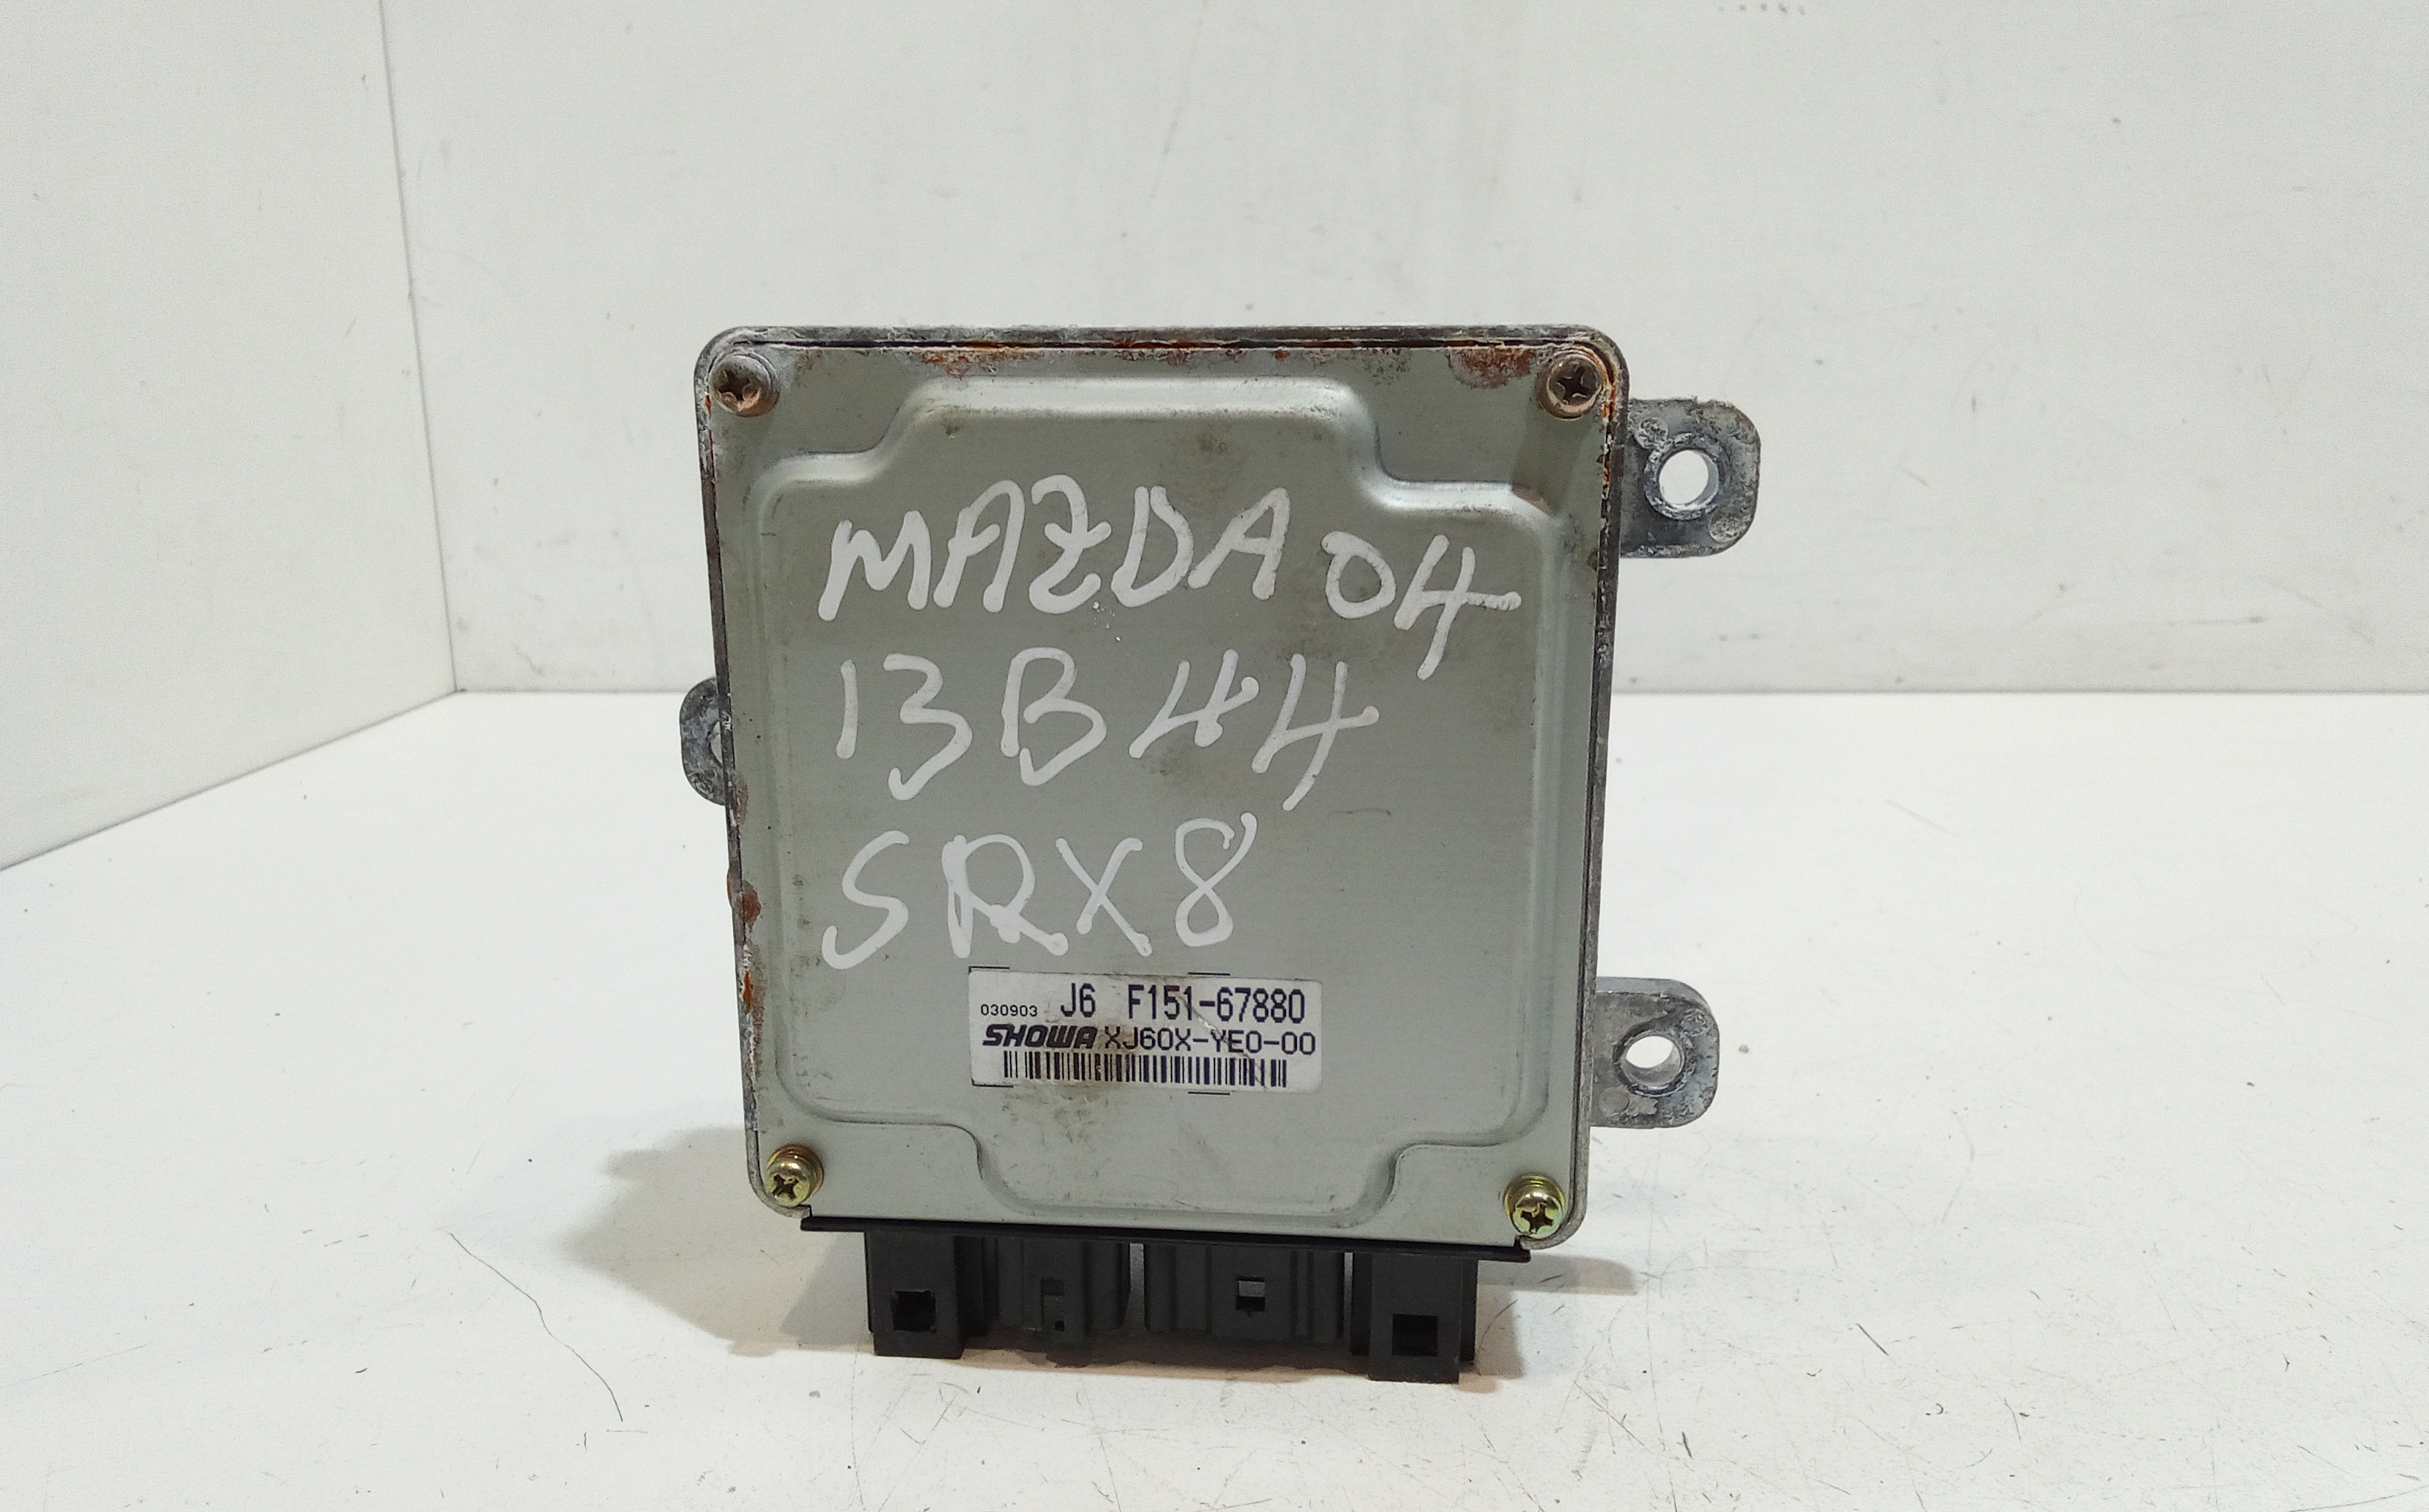 MAZDA 04
13B44
SRX8
030903 J6 F151-67880
SHOWA XJ60X-YE0-00